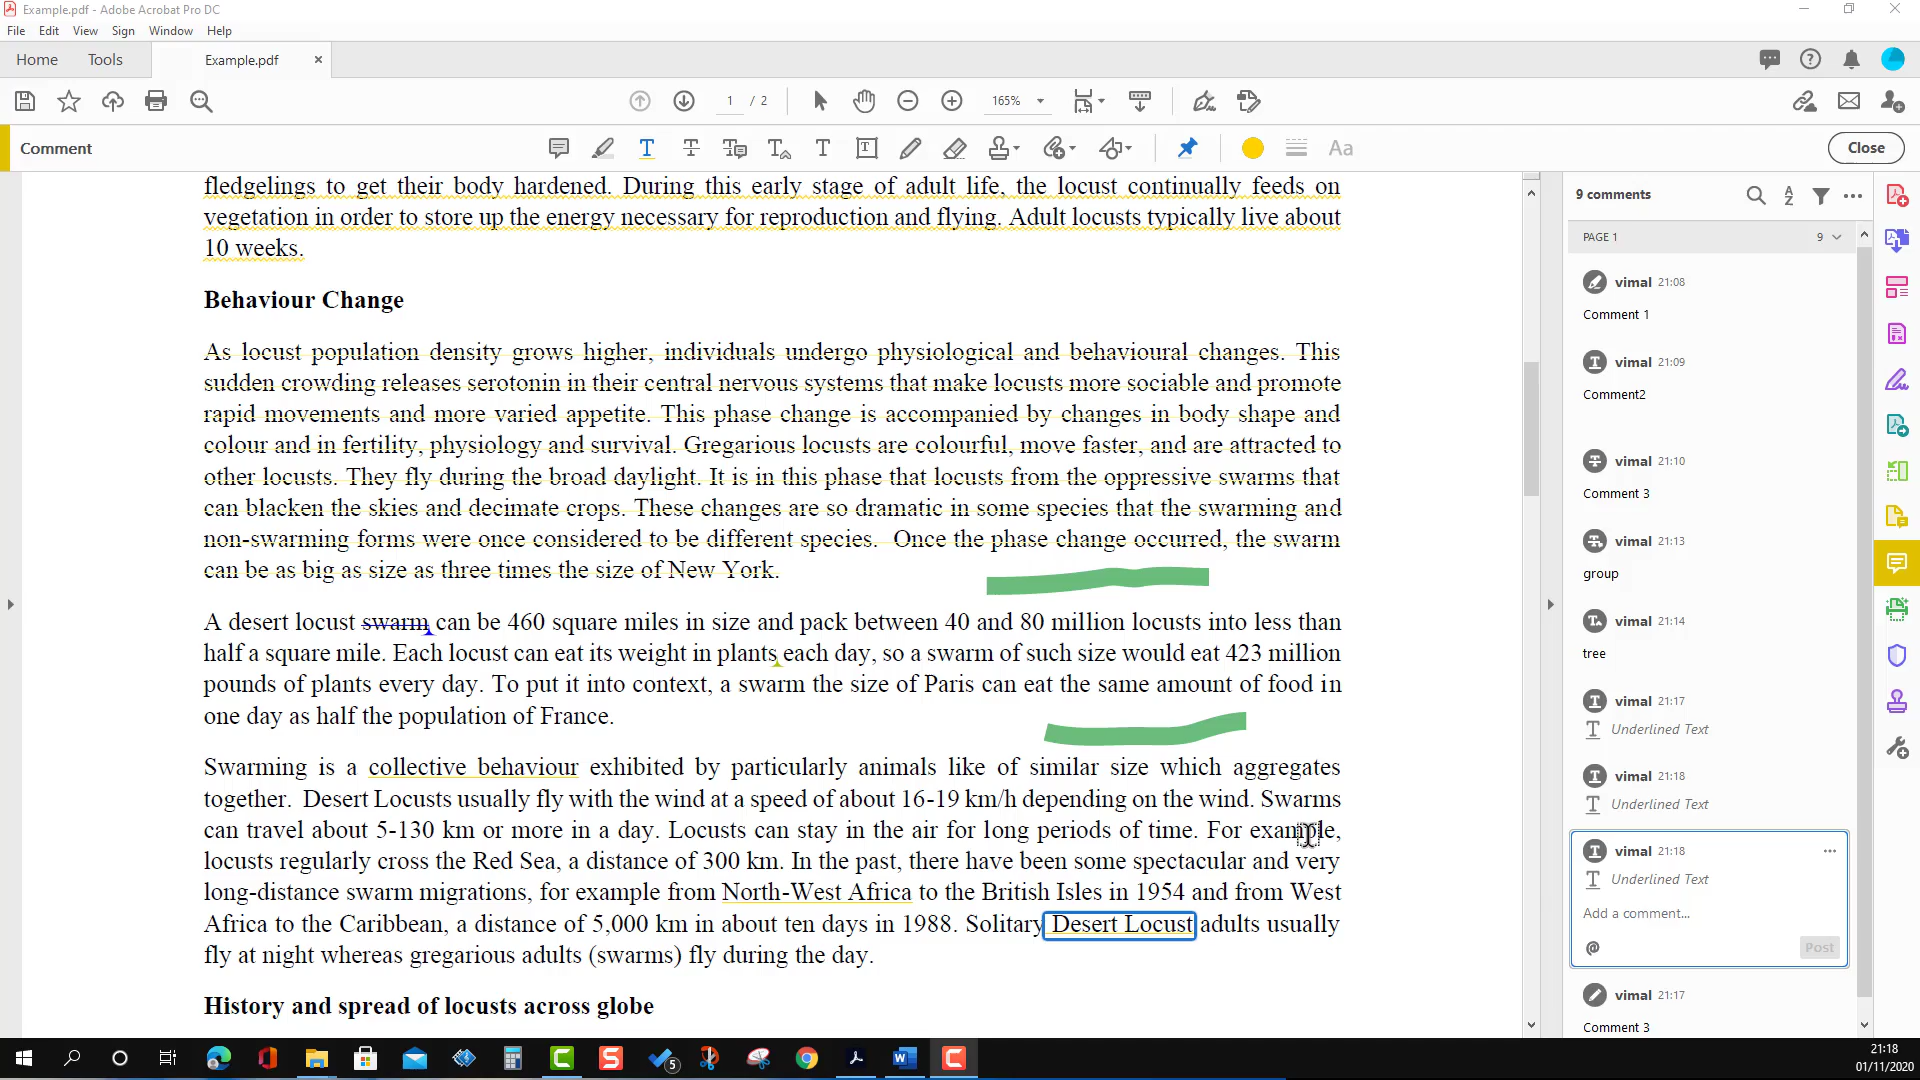 Example.pdf - Adobe Acrobat Pro DC
File Edit View Sign Window Help
Home Tools Example.pdf
1 / 2 165%
Comment Aa Close
fledgelings to get their body hardened. During this early stage of adult life, the locust continually feeds on
vegetation in order to store up the energy necessary for reproduction and flying. Adult locusts typically live about
10 weeks.
Behaviour Change
As locust population density grows higher, individuals undergo physiological and behavioural changes. This
sudden crowding releases serotonin in their central nervous systems that make locusts more sociable and promote
rapid movements and more varied appetite. This phase change is accompanied by changes in body shape and
colour and in fertility, physiology and survival. Gregarious locusts are colourful, move faster, and are attracted to
other locusts. They fly during the broad daylight. It is in this phase that locusts from the oppressive swarms that
can blacken the skies and decimate crops. These changes are so dramatic in some species that the swarming and
non-swarming forms were once considered to be different species. Once the phase change occurred, the swarm
can be as big as size as three times the size of New York.
A desert locust swarm can be 460 square miles in size and pack between 40 and 80 million locusts into less than
half a square mile. Each locust can eat its weight in plants each day, so a swarm of such size would eat 423 million
pounds of plants every day. To put it into context, a swarm the size of Paris can eat the same amount of food in
one day as half the population of France.
Swarming is a collective behaviour exhibited by particularly animals like of similar size which aggregates
together. Desert Locusts usually fly with the wind at a speed of about 16-19 km/h depending on the wind. Swarms
can travel about 5-130 km or more in a day. Locusts can stay in the air for long periods of time. For example,
locusts regularly cross the Red Sea, a distance of 300 km. In the past, there have been some spectacular and very
long-distance swarm migrations, for example from North-West Africa to the British Isles in 1954 and from West
Africa to the Caribbean, a distance of 5,000 km in about ten days in 1988. Solitary Desert Locust adults usually
fly at night whereas gregarious adults (swarms) fly during the day.
History and spread of locusts across globe
9 comments
PAGE 1 9
vimal 21:08
Comment 1
vimal 21:09
Comment2
vimal 21:10
Comment 3
vimal 21:13
group
vimal 21:14
tree
vimal 21:17
Underlined Text
vimal 21:18
Underlined Text
vimal 21:18
Underlined Text
Add a comment...
@ Post
vimal 21:17
Comment 3
5
21:18
01/11/2020